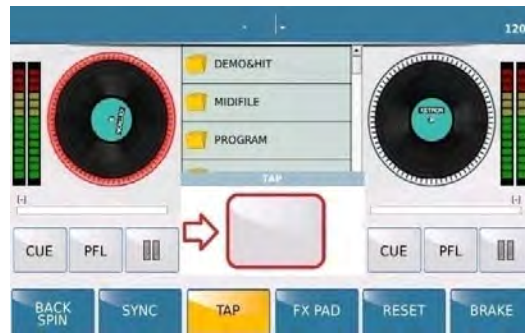 120
DEMO&HIT
MIDIFILE
PROGRAM
TAP
[-]
[-]
CUE PFL
CUE PFL
BACK SPIN
SYNC
TAP
FX PAD
RESET
BRAKE